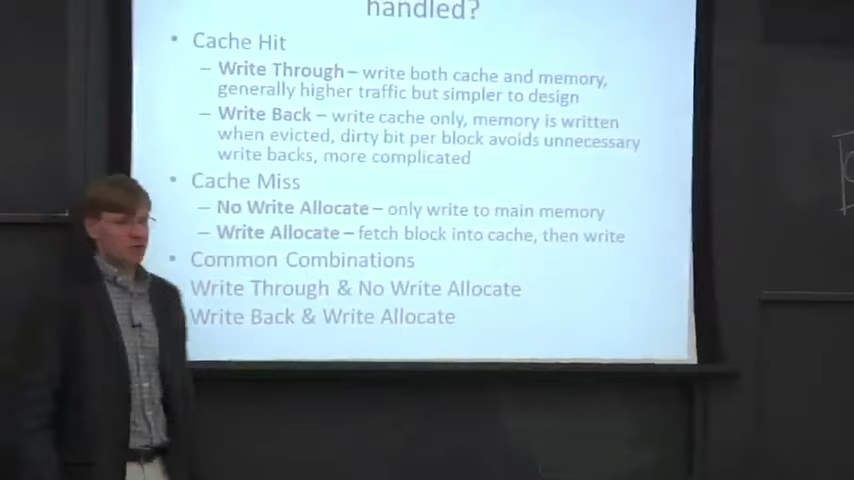 handled?
• Cache Hit
– Write Through – write both cache and memory,
generally higher traffic but simpler to design
– Write Back – write cache only, memory is written
when evicted, dirty bit per block avoids unnecessary
write backs, more complicated
• Cache Miss
– No Write Allocate – only write to main memory
– Write Allocate – fetch block into cache, then write
• Common Combinations
Write Through & No Write Allocate
Write Back & Write Allocate